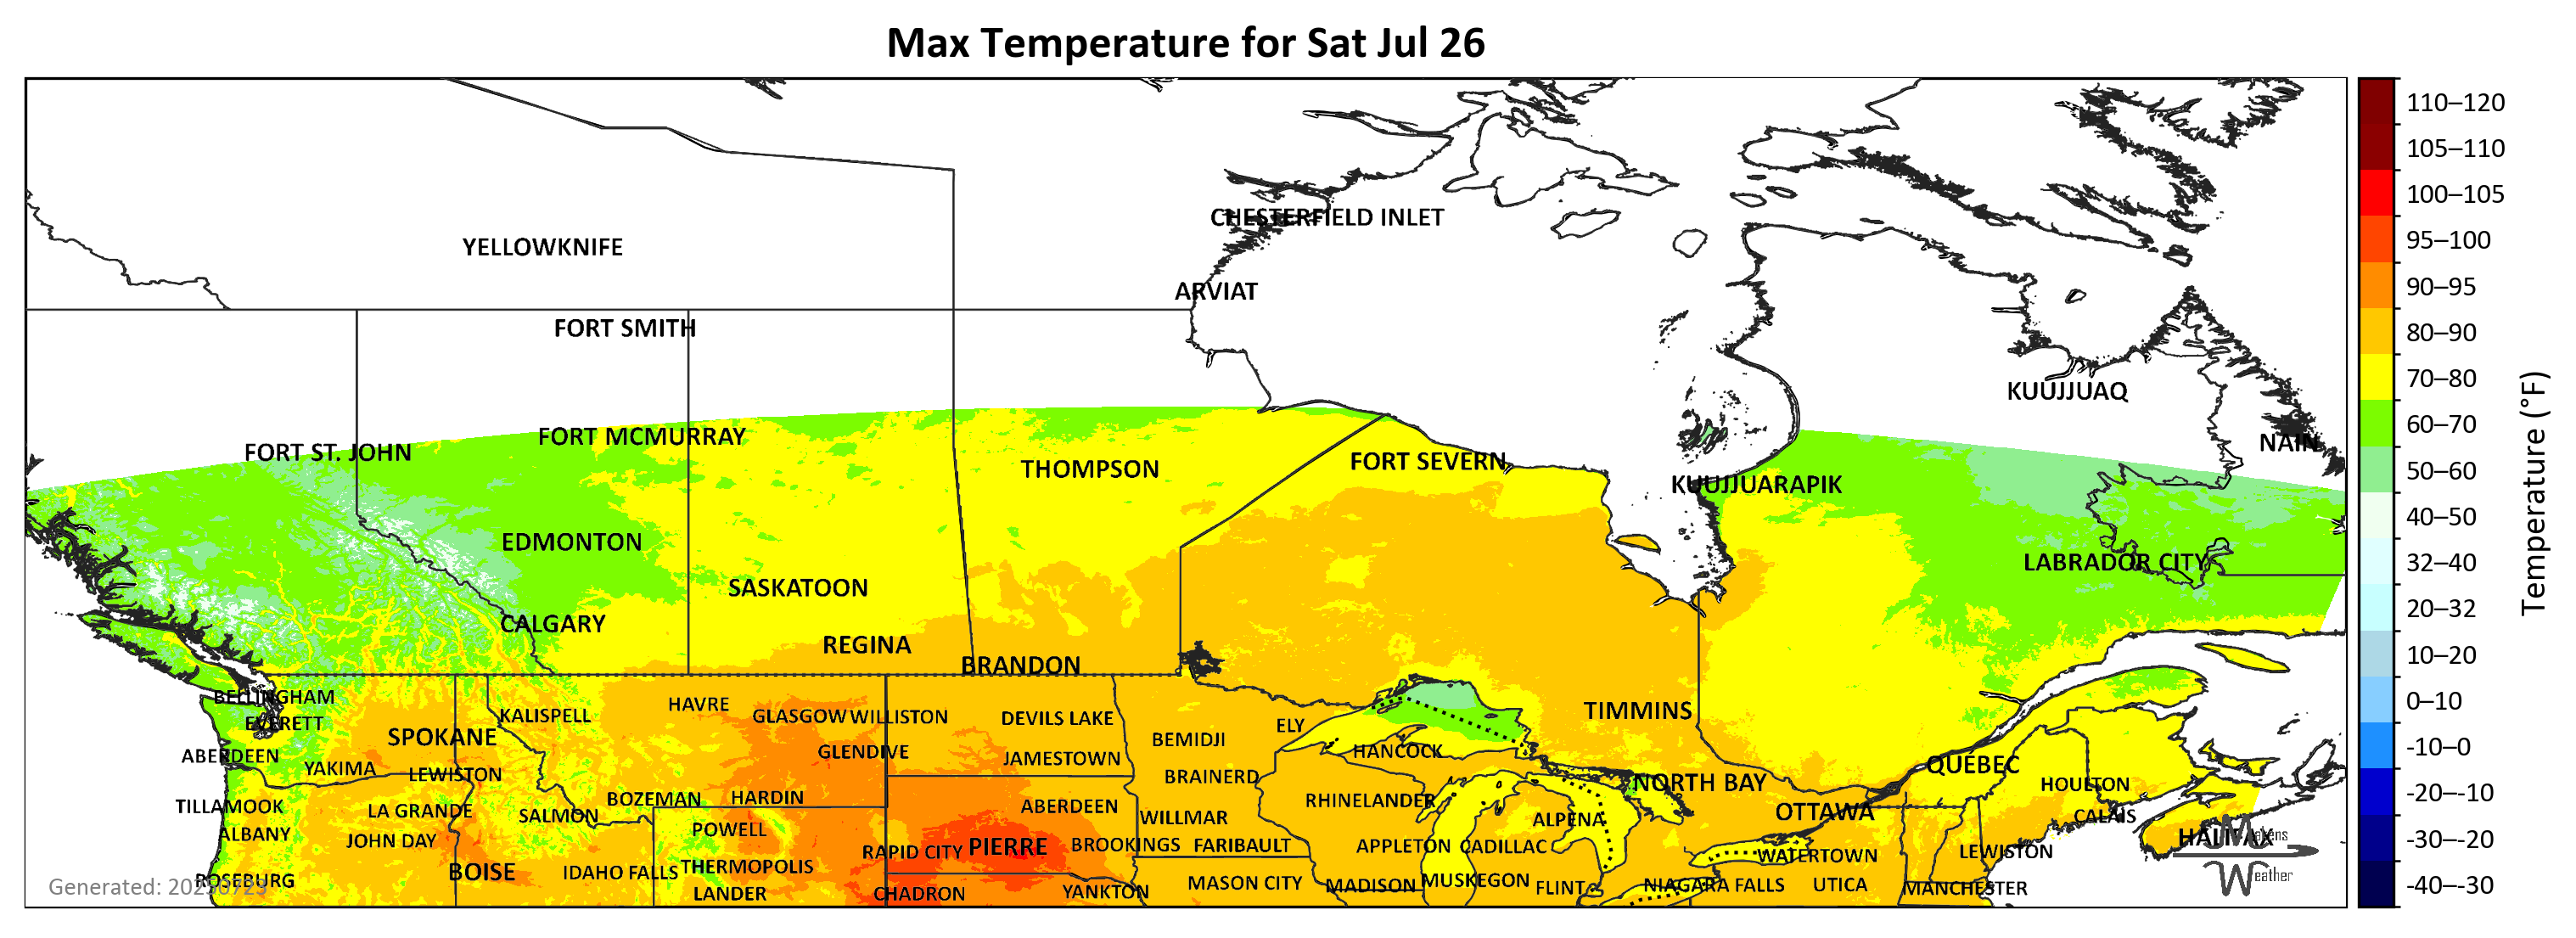 Max Temperature for Sat Jul 26
110–120
105–110
100–105
95–100
90–95
80–90
70–80
60–70
50–60
40–50
32–40
20–32
10–20
0–10
-10–0
-20–-10
-30–-20
-40–-30
Temperature (°F)
CHESTERFIELD INLET
YELLOWKNIFE
ARVIAT
FORT SMITH
KUUJJUAQ
FORT MCMURRAY
NAIN
FORT ST. JOHN
FORT SEVERN
THOMPSON
KUUJJUARAPIK
EDMONTON
LABRADOR CITY
SASKATOON
CALGARY
REGINA
BRANDON
BELLINGHAM
HAVRE
TIMMINS
KALISPELL
GLASGOW WILLISTON
DEVILS LAKE
EVERETT
ELY
SPOKANE
BEMIDJI
HANCOCK
GLENDIVE
ABERDEEN
JAMESTOWN
QUÉBEC
YAKIMA
LEWISTON
BRAINERD
NORTH BAY
HOULTON
BOZEMAN
HARDIN
RHINELANDER
TILLAMOOK
LA GRANDE
ABERDEEN
OTTAWA
SALMON
CALAIS
WILLMAR
ALPENA
POWELL
ALBANY
JOHN DAY
HALIFAX
Makens
Weather
RAPID CITY
PIERRE
BROOKINGS
FARIBAULT
APPLETON
CADILLAC
LEWISTON
WATERTOWN
THERMOPOLIS
BOISE
IDAHO FALLS
ROSEBURG
MUSKEGON
MASON CITY
MADISON
NIAGARA FALLS
UTICA
FLINT
MANCHESTER
LANDER
CHADRON
YANKTON
Generated: 20250723